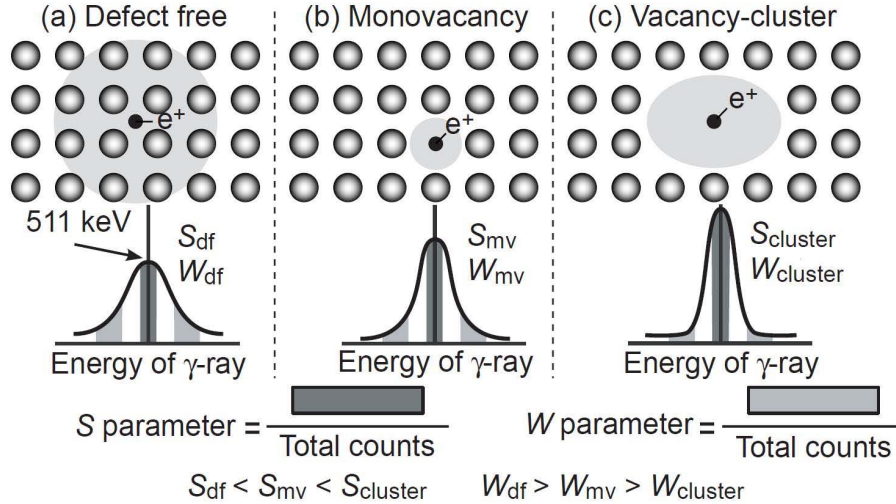 (a) Defect free
(b) Monovacancy
(c) Vacancy-cluster
e+
e+
e+
511 keV
Sdf
Wdf
Smv
Wmv
Scluster
Wcluster
Energy of γ-ray
Energy of γ-ray
Energy of γ-ray
S parameter =
Total counts
W parameter =
Total counts
Sdf < Smv < Scluster
Wdf > Wmv > Wcluster